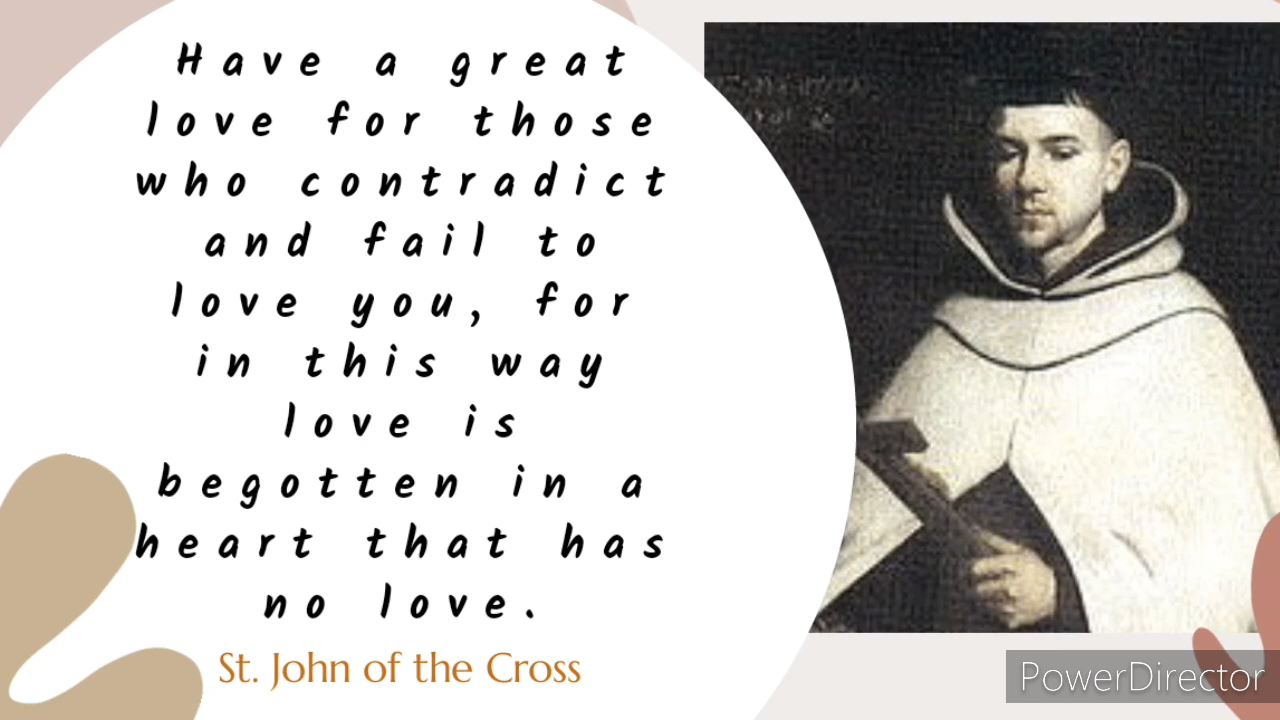 Have a great
love for those
who contradict
and fail to
love you, for
in this way
love is
begotten in a
heart that has
no love.
St. John of the Cross
PowerDirector